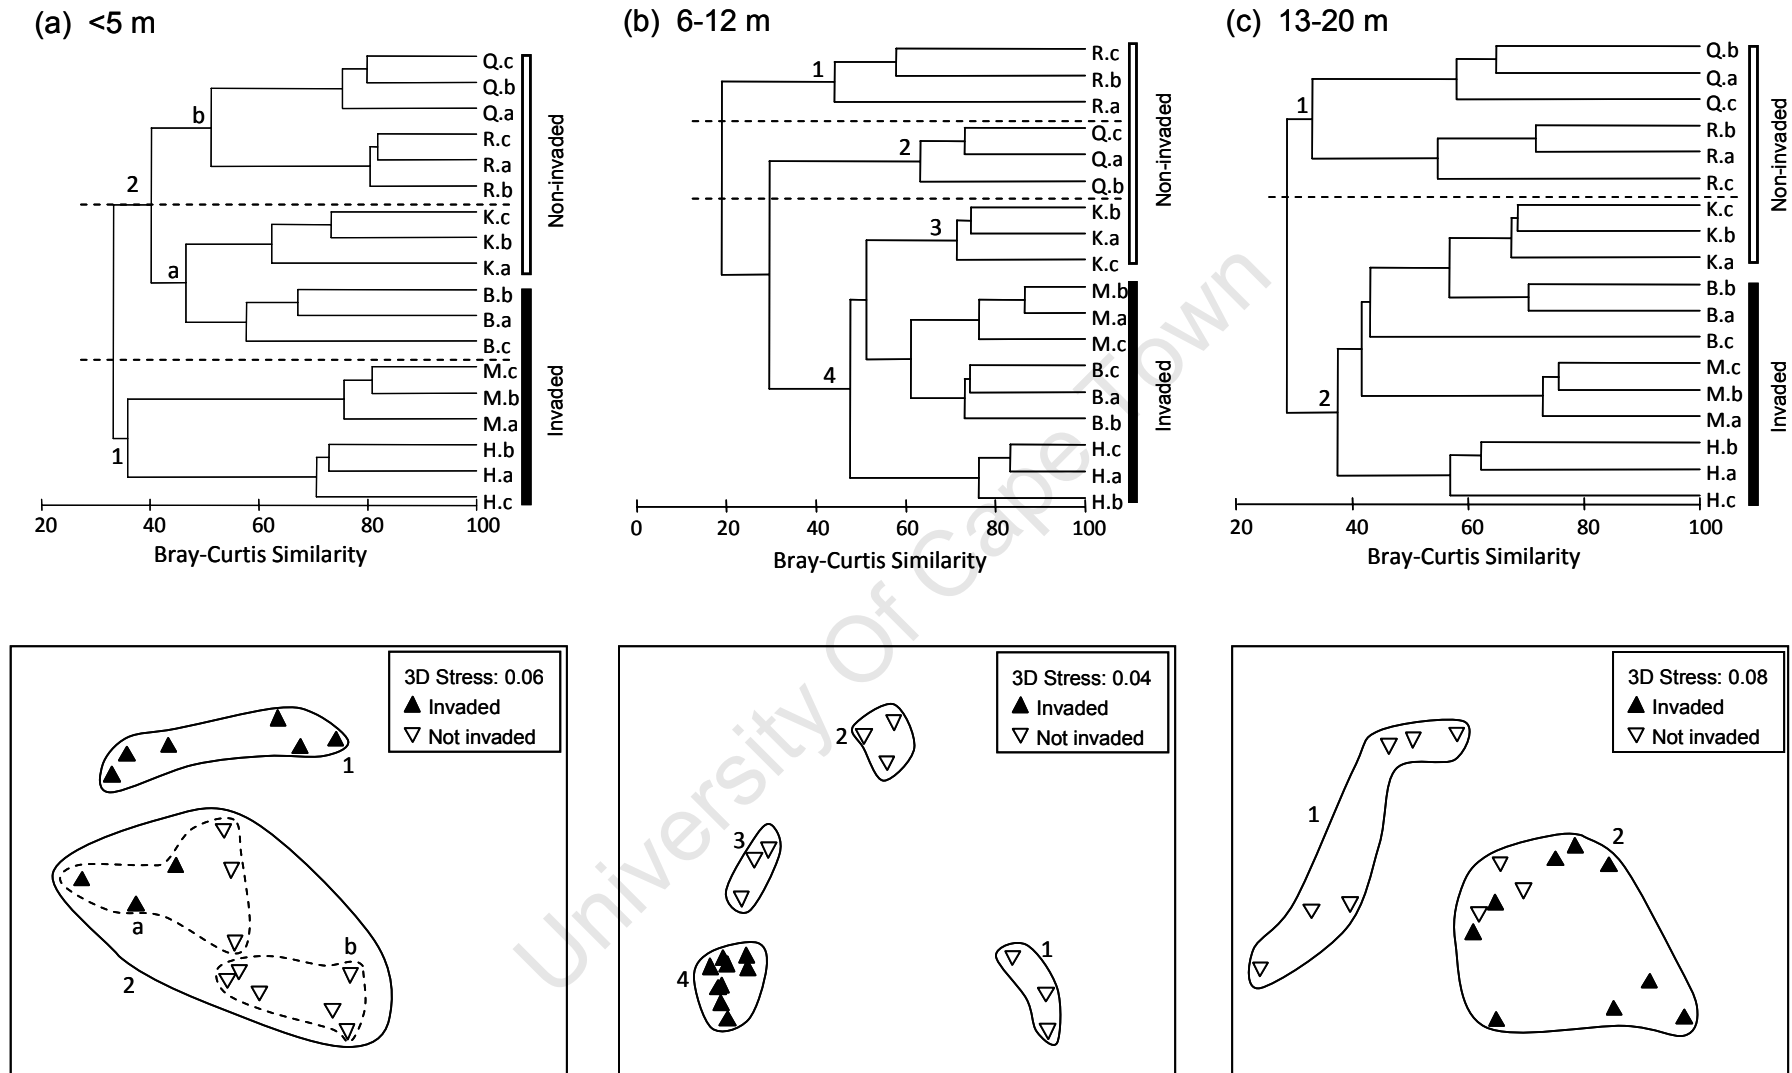 (a) <5 m
Q.c
Q.b
Q.a
R.c
R.a
R.b
K.c
K.b
K.a
B.b
B.a
B.c
M.c
M.b
M.a
H.b
H.a
H.c
b
2
a
1
Non-invaded
Invaded
20 40 60 80 100
Bray-Curtis Similarity
(b) 6-12 m
R.c
R.b
R.a
Q.c
Q.a
Q.b
K.b
K.a
K.c
M.b
M.a
M.c
B.c
B.a
B.b
H.c
H.a
H.b
1
2
3
4
Non-invaded
Invaded
0 20 40 60 80 100
Bray-Curtis Similarity
(c) 13-20 m
Q.b
Q.a
Q.c
R.b
R.a
R.c
K.c
K.b
K.a
B.b
B.a
B.c
M.c
M.b
M.a
H.b
H.a
H.c
1
2
Non-invaded
Invaded
20 40 60 80 100
Bray-Curtis Similarity
3D Stress: 0.06
Invaded
Not invaded
1
a
b
2
3D Stress: 0.04
Invaded
Not invaded
2
3
4
1
3D Stress: 0.08
Invaded
Not invaded
1
2
University Of Cape Town